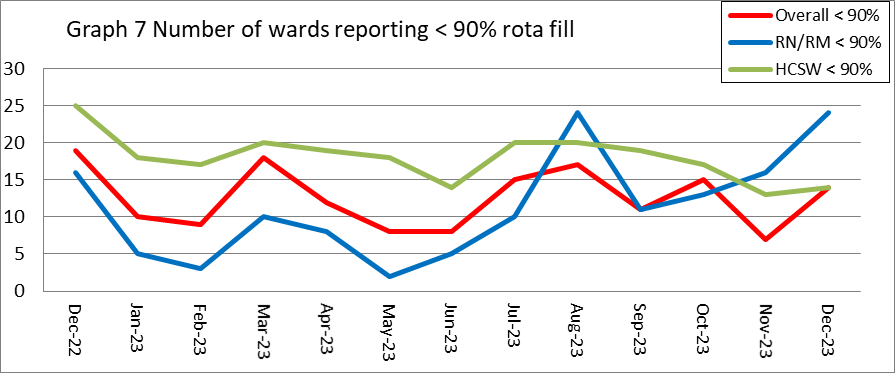 Graph 7 Number of wards reporting < 90% rota fill
Overall < 90%
RN/RM < 90%
HCSW < 90%
30
25
20
15
10
5
0
Dec-22
Jan-23
Feb-23
Mar-23
Apr-23
May-23
Jun-23
Jul-23
Aug-23
Sep-23
Oct-23
Nov-23
Dec-23